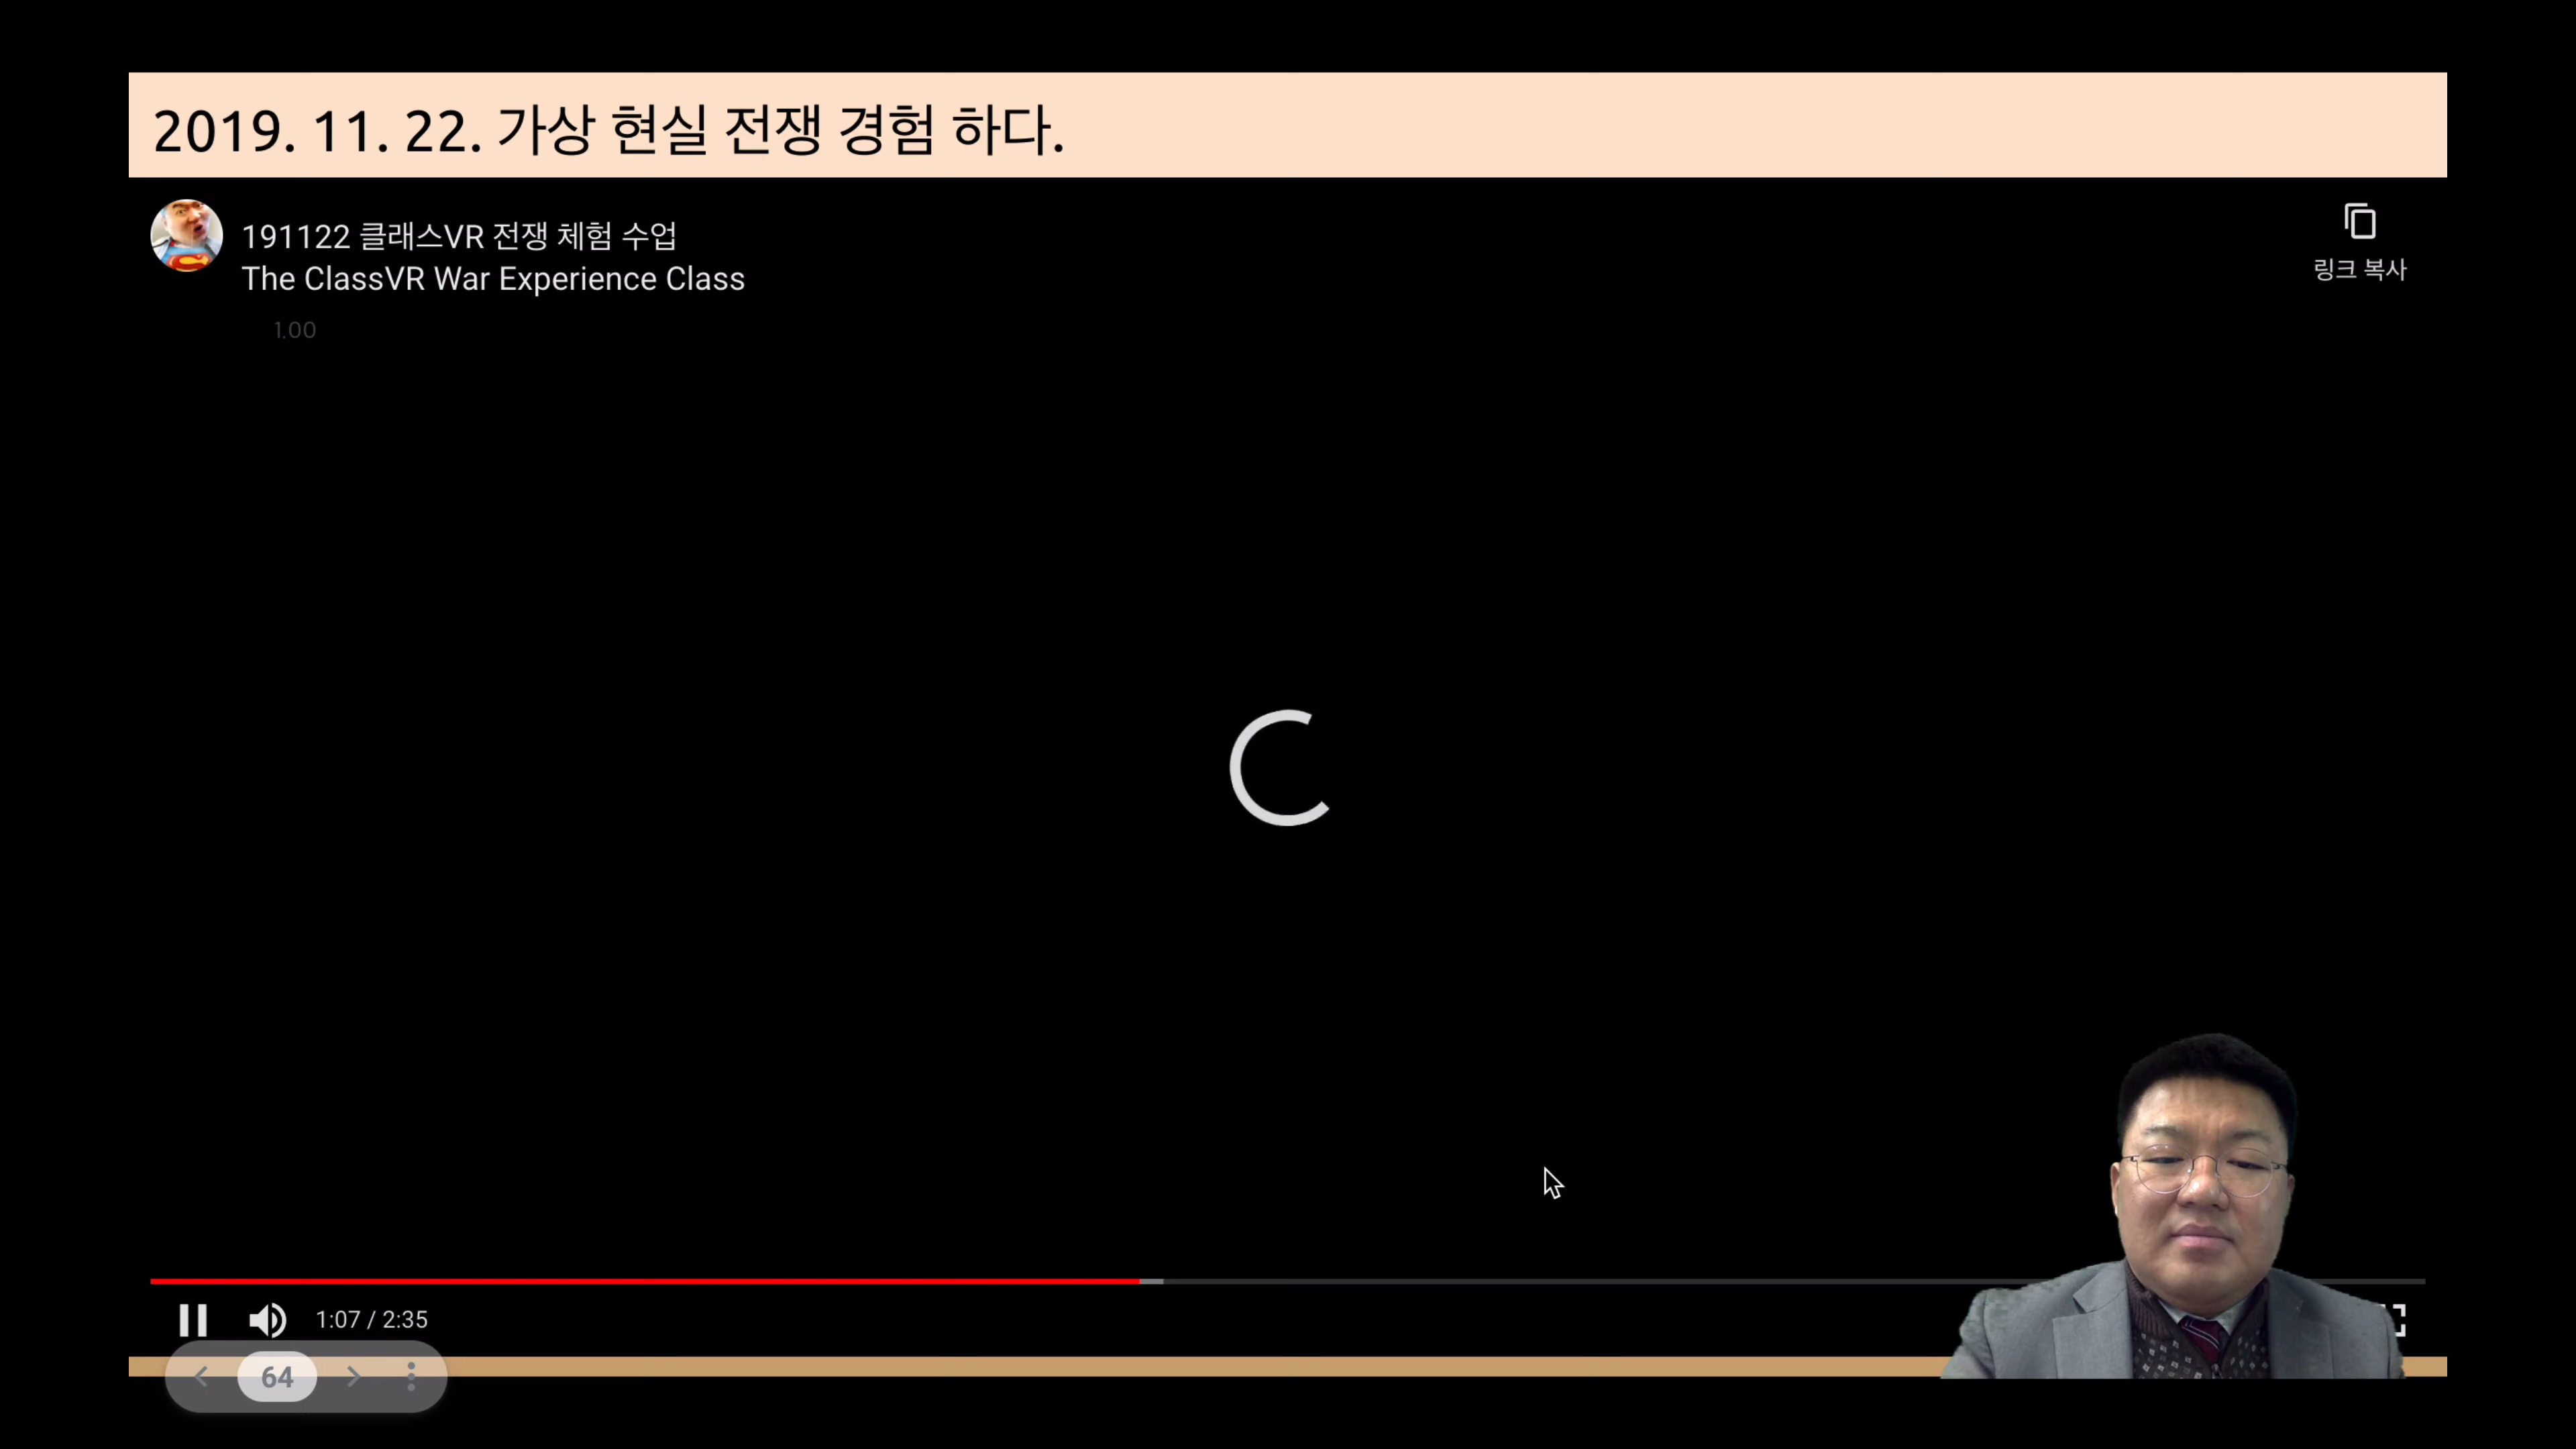 2019. 11. 22. 가상 현실 전쟁 경험 하다.
191122 클래스VR 전쟁 체험 수업
The ClassVR War Experience Class
링크 복사
1.00
1:07 / 2:35
64